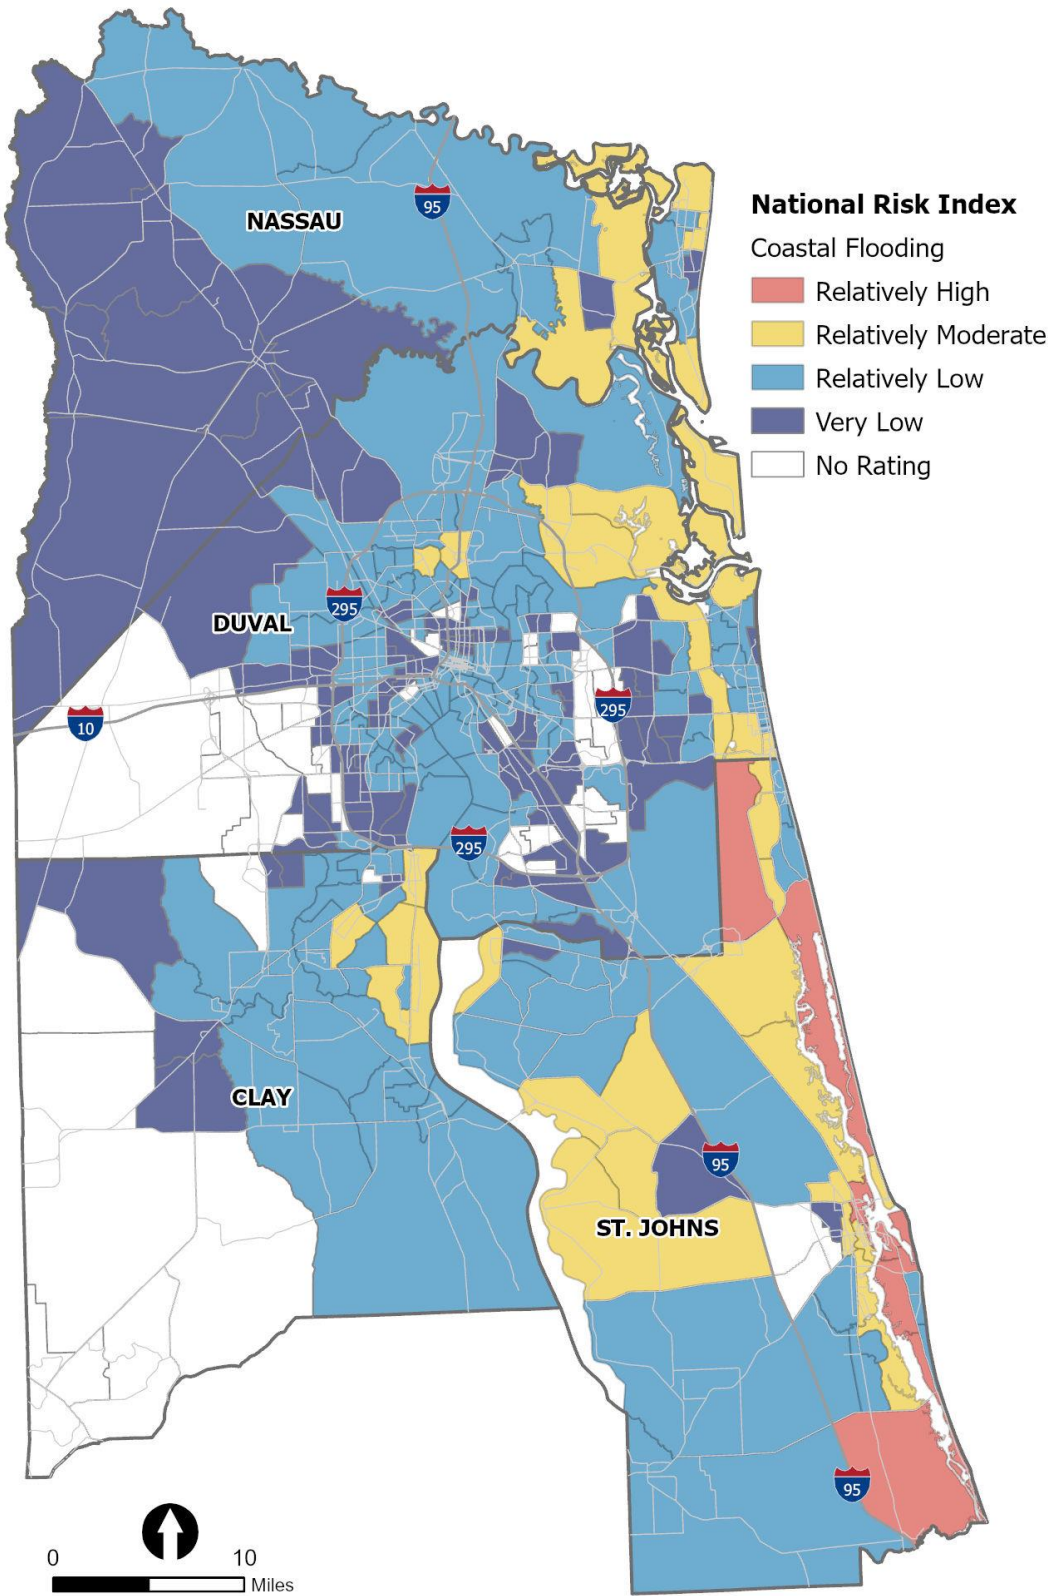 National Risk Index
Coastal Flooding
Relatively High
Relatively Moderate
Relatively Low
Very Low
No Rating
NASSAU
95
295
DUVAL
295
10
295
CLAY
95
ST. JOHNS
95
0 10
Miles